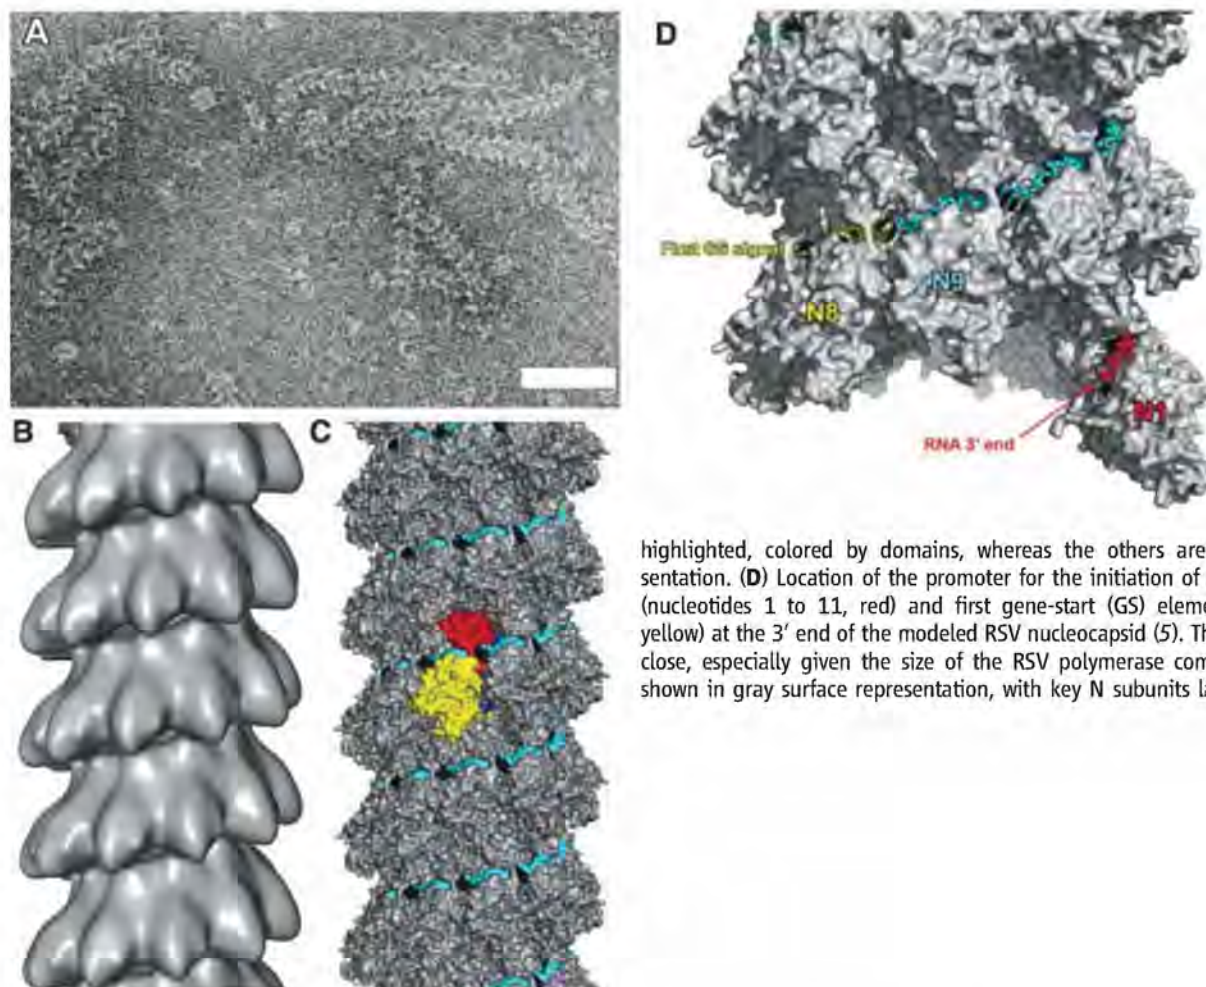 A
D
First GS signal
N9
N8
N1
RNA 3' end
B
C
highlighted, colored by domains, whereas the others are
sentation. (D) Location of the promoter for the initiation of
(nucleotides 1 to 11, red) and first gene-start (GS) eleme
yellow) at the 3′ end of the modeled RSV nucleocapsid (5). Th
close, especially given the size of the RSV polymerase com
shown in gray surface representation, with key N subunits la